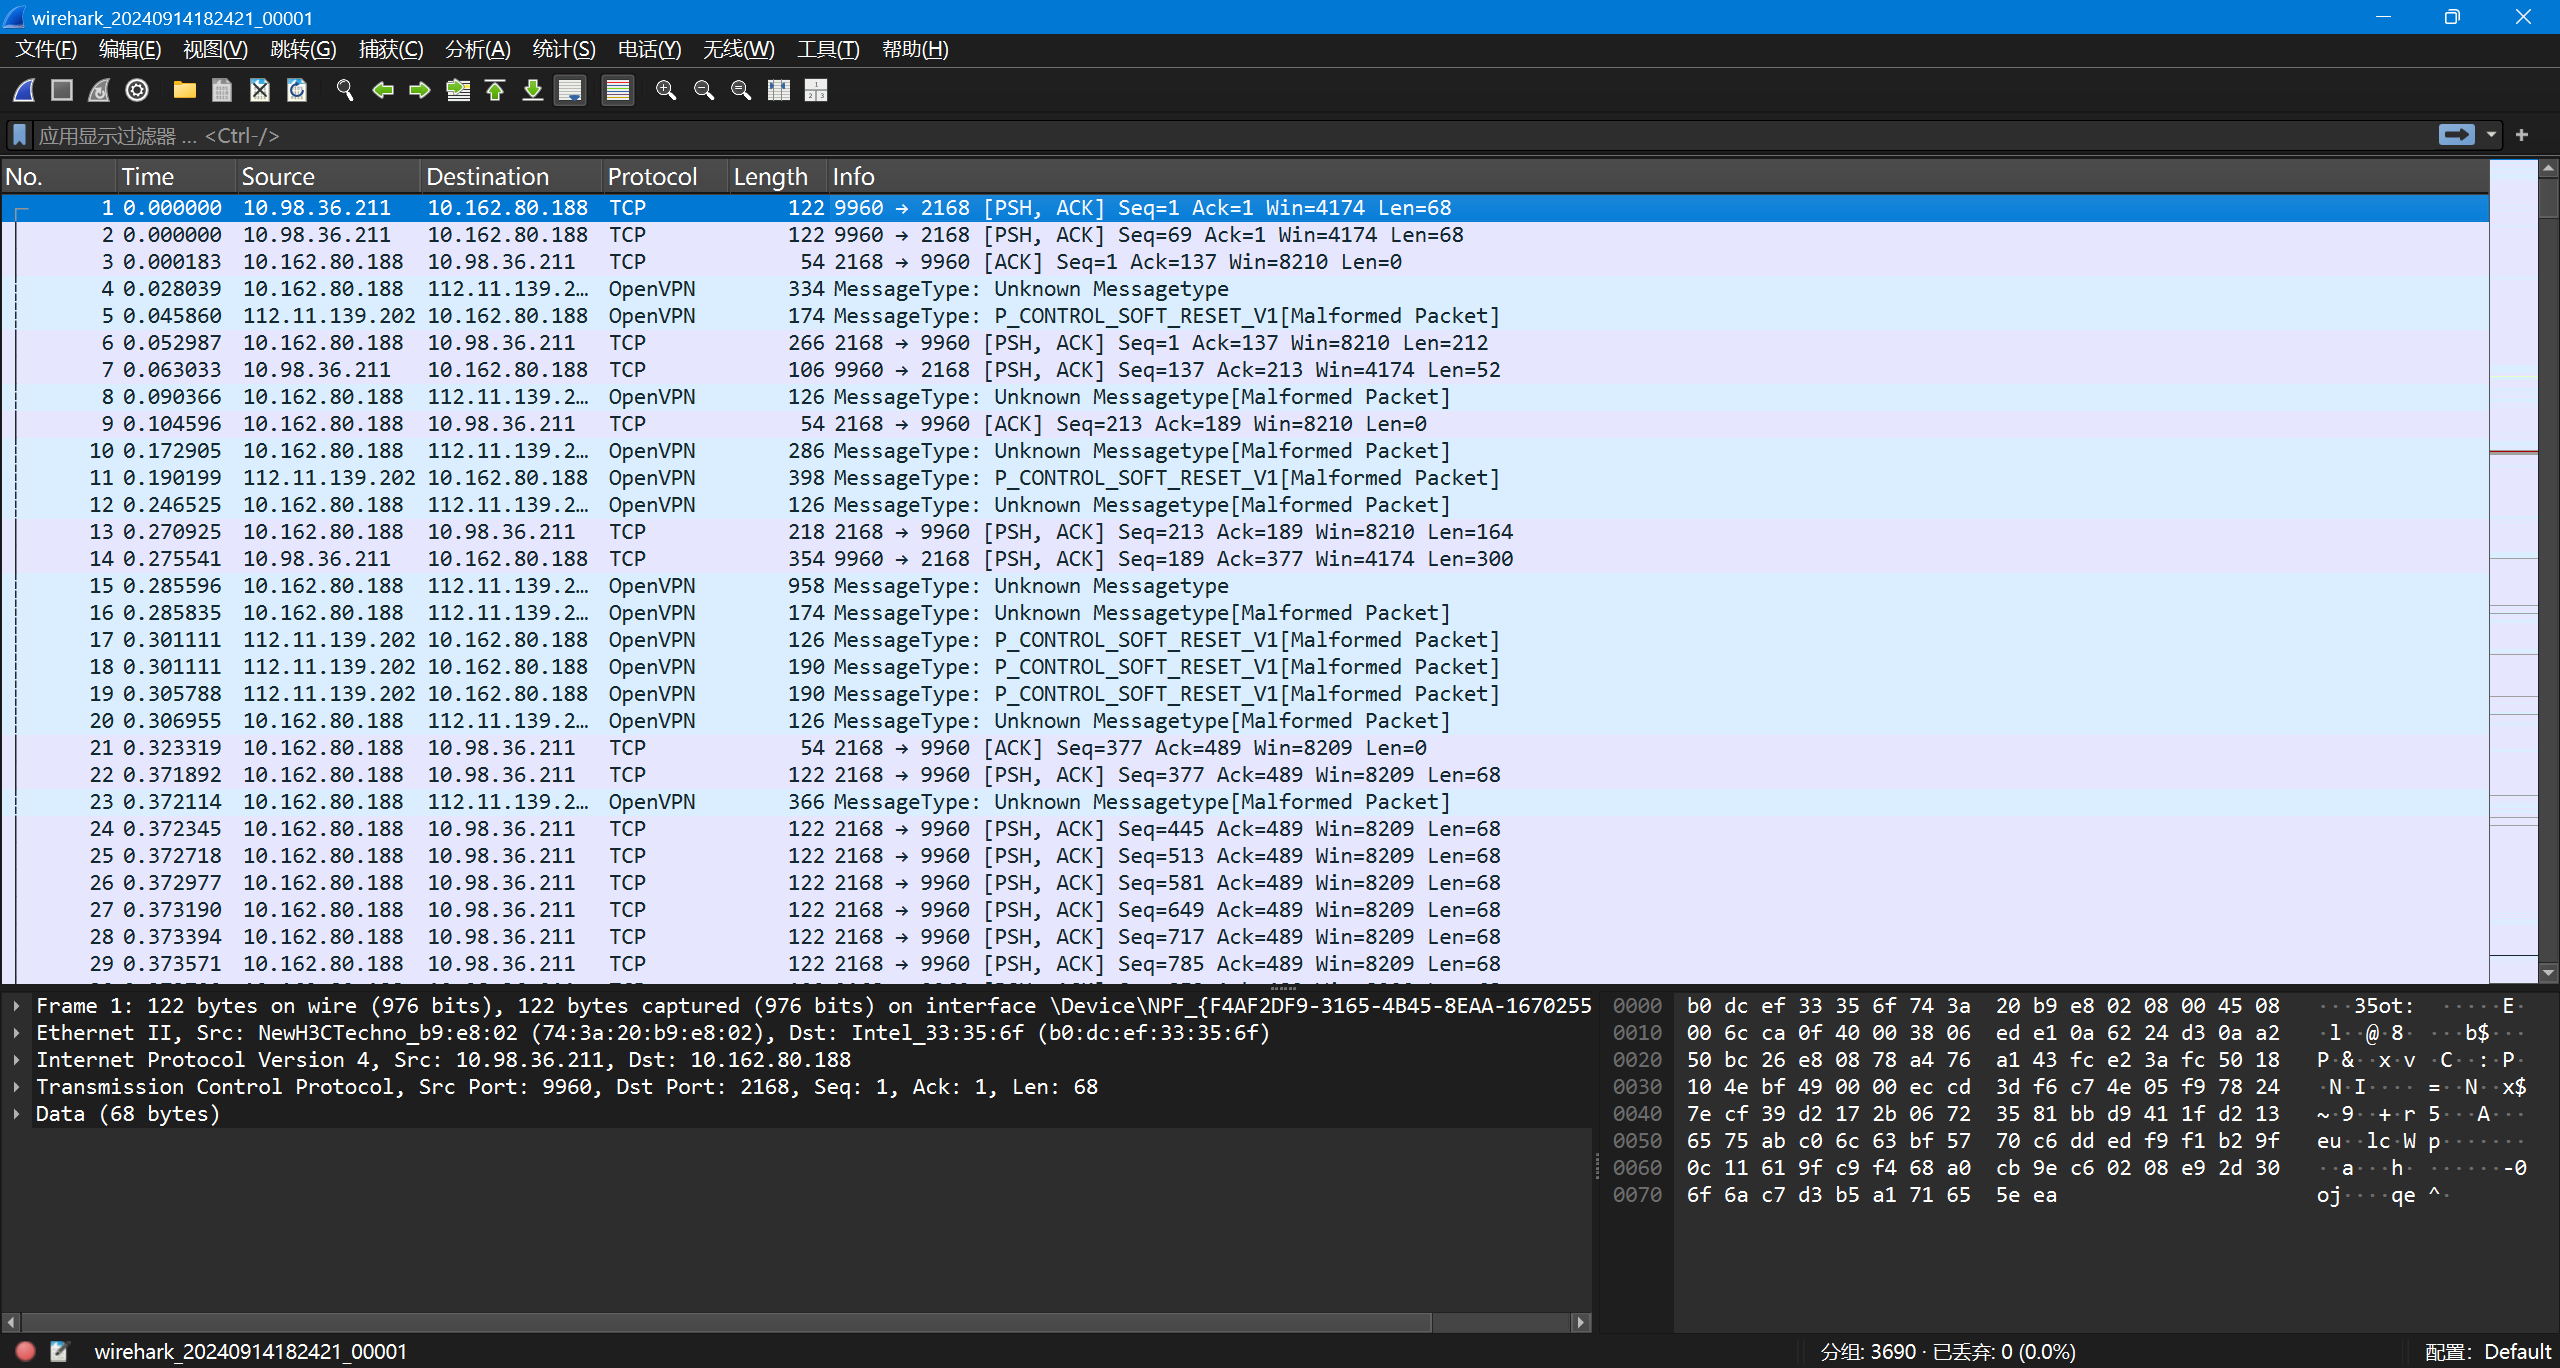 wirehark_20240914182421_00001
文件(F) 编辑(E) 视图(V) 跳转(G) 捕获(C) 分析(A) 统计(S) 电话(Y) 无线(W) 工具(T) 帮助(H)
应用显示过滤器 … <Ctrl-/>
No. Time Source Destination Protocol Length Info
1 0.000000 10.98.36.211 10.162.80.188 TCP 122 9960 → 2168 [PSH, ACK] Seq=1 Ack=1 Win=4174 Len=68
2 0.000000 10.98.36.211 10.162.80.188 TCP 122 9960 → 2168 [PSH, ACK] Seq=69 Ack=1 Win=4174 Len=68
3 0.000183 10.162.80.188 10.98.36.211 TCP 54 2168 → 9960 [ACK] Seq=1 Ack=137 Win=8210 Len=0
4 0.028039 10.162.80.188 112.11.139.2… OpenVPN 334 MessageType: Unknown Messagetype
5 0.045860 112.11.139.202 10.162.80.188 OpenVPN 174 MessageType: P_CONTROL_SOFT_RESET_V1[Malformed Packet]
6 0.052987 10.162.80.188 10.98.36.211 TCP 266 2168 → 9960 [PSH, ACK] Seq=1 Ack=137 Win=8210 Len=212
7 0.063033 10.98.36.211 10.162.80.188 TCP 106 9960 → 2168 [PSH, ACK] Seq=137 Ack=213 Win=4174 Len=52
8 0.090366 10.162.80.188 112.11.139.2… OpenVPN 126 MessageType: Unknown Messagetype[Malformed Packet]
9 0.104596 10.162.80.188 10.98.36.211 TCP 54 2168 → 9960 [ACK] Seq=213 Ack=189 Win=8210 Len=0
10 0.172905 10.162.80.188 112.11.139.2… OpenVPN 286 MessageType: Unknown Messagetype[Malformed Packet]
11 0.190199 112.11.139.202 10.162.80.188 OpenVPN 398 MessageType: P_CONTROL_SOFT_RESET_V1[Malformed Packet]
12 0.246525 10.162.80.188 112.11.139.2… OpenVPN 126 MessageType: Unknown Messagetype[Malformed Packet]
13 0.270925 10.162.80.188 10.98.36.211 TCP 218 2168 → 9960 [PSH, ACK] Seq=213 Ack=189 Win=8210 Len=164
14 0.275541 10.98.36.211 10.162.80.188 TCP 354 9960 → 2168 [PSH, ACK] Seq=189 Ack=377 Win=4174 Len=300
15 0.285596 10.162.80.188 112.11.139.2… OpenVPN 958 MessageType: Unknown Messagetype
16 0.285835 10.162.80.188 112.11.139.2… OpenVPN 174 MessageType: Unknown Messagetype[Malformed Packet]
17 0.301111 112.11.139.202 10.162.80.188 OpenVPN 126 MessageType: P_CONTROL_SOFT_RESET_V1[Malformed Packet]
18 0.301111 112.11.139.202 10.162.80.188 OpenVPN 190 MessageType: P_CONTROL_SOFT_RESET_V1[Malformed Packet]
19 0.305788 112.11.139.202 10.162.80.188 OpenVPN 190 MessageType: P_CONTROL_SOFT_RESET_V1[Malformed Packet]
20 0.306955 10.162.80.188 112.11.139.2… OpenVPN 126 MessageType: Unknown Messagetype[Malformed Packet]
21 0.323319 10.162.80.188 10.98.36.211 TCP 54 2168 → 9960 [ACK] Seq=377 Ack=489 Win=8209 Len=0
22 0.371892 10.162.80.188 10.98.36.211 TCP 122 2168 → 9960 [PSH, ACK] Seq=377 Ack=489 Win=8209 Len=68
23 0.372114 10.162.80.188 112.11.139.2… OpenVPN 366 MessageType: Unknown Messagetype[Malformed Packet]
24 0.372345 10.162.80.188 10.98.36.211 TCP 122 2168 → 9960 [PSH, ACK] Seq=445 Ack=489 Win=8209 Len=68
25 0.372718 10.162.80.188 10.98.36.211 TCP 122 2168 → 9960 [PSH, ACK] Seq=513 Ack=489 Win=8209 Len=68
26 0.372977 10.162.80.188 10.98.36.211 TCP 122 2168 → 9960 [PSH, ACK] Seq=581 Ack=489 Win=8209 Len=68
27 0.373190 10.162.80.188 10.98.36.211 TCP 122 2168 → 9960 [PSH, ACK] Seq=649 Ack=489 Win=8209 Len=68
28 0.373394 10.162.80.188 10.98.36.211 TCP 122 2168 → 9960 [PSH, ACK] Seq=717 Ack=489 Win=8209 Len=68
29 0.373571 10.162.80.188 10.98.36.211 TCP 122 2168 → 9960 [PSH, ACK] Seq=785 Ack=489 Win=8209 Len=68
Frame 1: 122 bytes on wire (976 bits), 122 bytes captured (976 bits) on interface \Device\NPF_{F4AF2DF9-3165-4B45-8EAA-1670255
Ethernet II, Src: NewH3CTechno_b9:e8:02 (74:3a:20:b9:e8:02), Dst: Intel_33:35:6f (b0:dc:ef:33:35:6f)
Internet Protocol Version 4, Src: 10.98.36.211, Dst: 10.162.80.188
Transmission Control Protocol, Src Port: 9960, Dst Port: 2168, Seq: 1, Ack: 1, Len: 68
Data (68 bytes)
0000 b0 dc ef 33 35 6f 74 3a 20 b9 e8 02 08 00 45 08 ···35ot: ·····E·
0010 00 6c ca 0f 40 00 38 06 ed e1 0a 62 24 d3 0a a2 ·l··@·8· ···b$···
0020 50 bc 26 e8 08 78 a4 76 a1 43 fc e2 3a fc 50 18 P·&··x·v ·C··:·P·
0030 10 4e bf 49 00 00 ec cd 3d f6 c7 4e 05 f9 78 24 ·N·I···· =··N··x$
0040 7e cf 39 d2 17 2b 06 72 35 81 bb d9 41 1f d2 13 ~·9··+·r 5···A···
0050 65 75 ab c0 6c 63 bf 57 70 c6 dd ed f9 f1 b2 9f eu··lc·W p·······
0060 0c 11 61 9f c9 f4 68 a0 cb 9e c6 02 08 e9 2d 30 ··a···h· ······-0
0070 6f 6a c7 d3 b5 a1 71 65 5e ea oj····qe ^·
wirehark_20240914182421_00001
分组: 3690 · 已丢弃: 0 (0.0%)
配置: Default